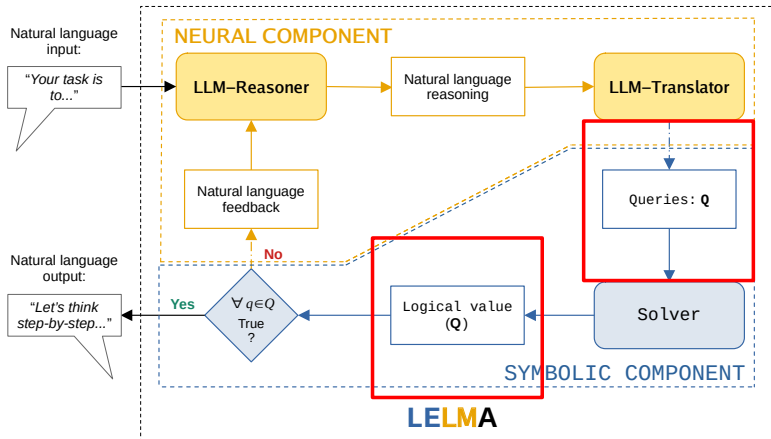 Natural language
input:
“Your task is
to...”
NEURAL COMPONENT
LLM–Reasoner
Natural language
reasoning
LLM–Translator
Natural language
feedback
Queries: Q
No
Natural language
output:
“Let's think
step-by-step...”
Yes
∀ q∈Q
True
?
Logical value
(Q)
Solver
SYMBOLIC COMPONENT
LELMA